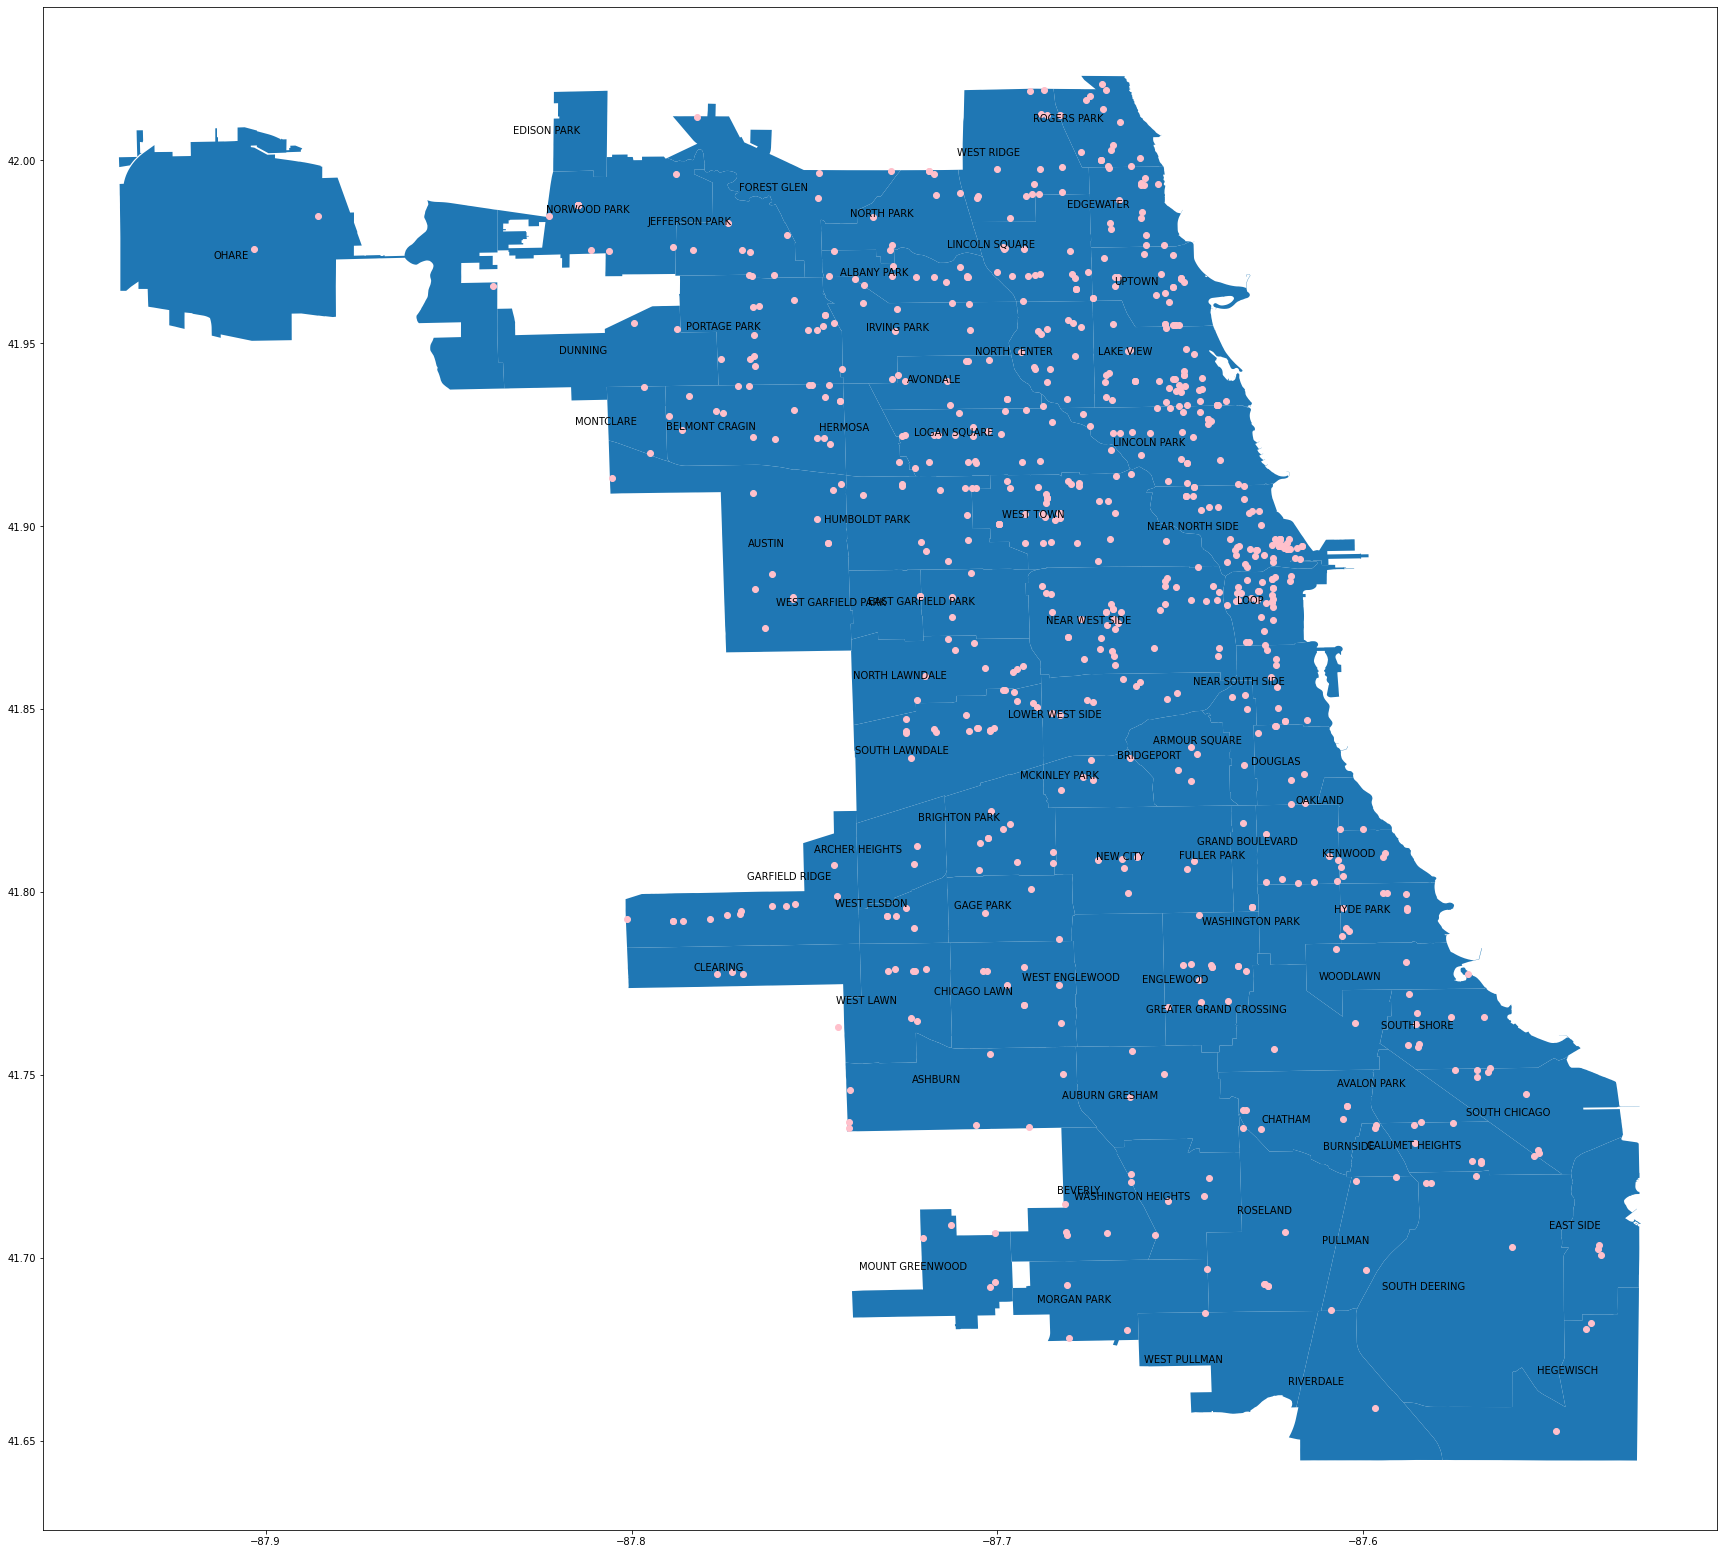 ROGERS PARK
EDISON PARK
WEST RIDGE
42.00
FOREST GLEN
EDGEWATER
NORWOOD PARK
NORTH PARK
JEFFERSON PARK
LINCOLN SQUARE
OHARE
ALBANY PARK
UPTOWN
PORTAGE PARK
IRVING PARK
41.95
DUNNING
NORTH CENTER
LAKE VIEW
AVONDALE
MONTCLARE
BELMONT CRAGIN
HERMOSA
LOGAN SQUARE
LINCOLN PARK
WEST TOWN
HUMBOLDT PARK
NEAR NORTH SIDE
41.90
AUSTIN
WEST GARFIELD PARK
EAST GARFIELD PARK
LOOP
NEAR WEST SIDE
NORTH LAWNDALE
NEAR SOUTH SIDE
41.85
LOWER WEST SIDE
ARMOUR SQUARE
SOUTH LAWNDALE
BRIDGEPORT
DOUGLAS
MCKINLEY PARK
OAKLAND
BRIGHTON PARK
GRAND BOULEVARD
ARCHER HEIGHTS
NEW CITY
FULLER PARK
KENWOOD
GARFIELD RIDGE
41.80
WEST ELSDON
GAGE PARK
HYDE PARK
WASHINGTON PARK
CLEARING
WEST ENGLEWOOD
ENGLEWOOD
WOODLAWN
CHICAGO LAWN
WEST LAWN
GREATER GRAND CROSSING
SOUTH SHORE
41.75
ASHBURN
AVALON PARK
AUBURN GRESHAM
SOUTH CHICAGO
CHATHAM
BURNSIDE
CALUMET HEIGHTS
BEVERLY
WASHINGTON HEIGHTS
ROSELAND
EAST SIDE
PULLMAN
41.70
MOUNT GREENWOOD
SOUTH DEERING
MORGAN PARK
WEST PULLMAN
HEGEWISCH
RIVERDALE
41.65
−87.9
−87.8
−87.7
−87.6